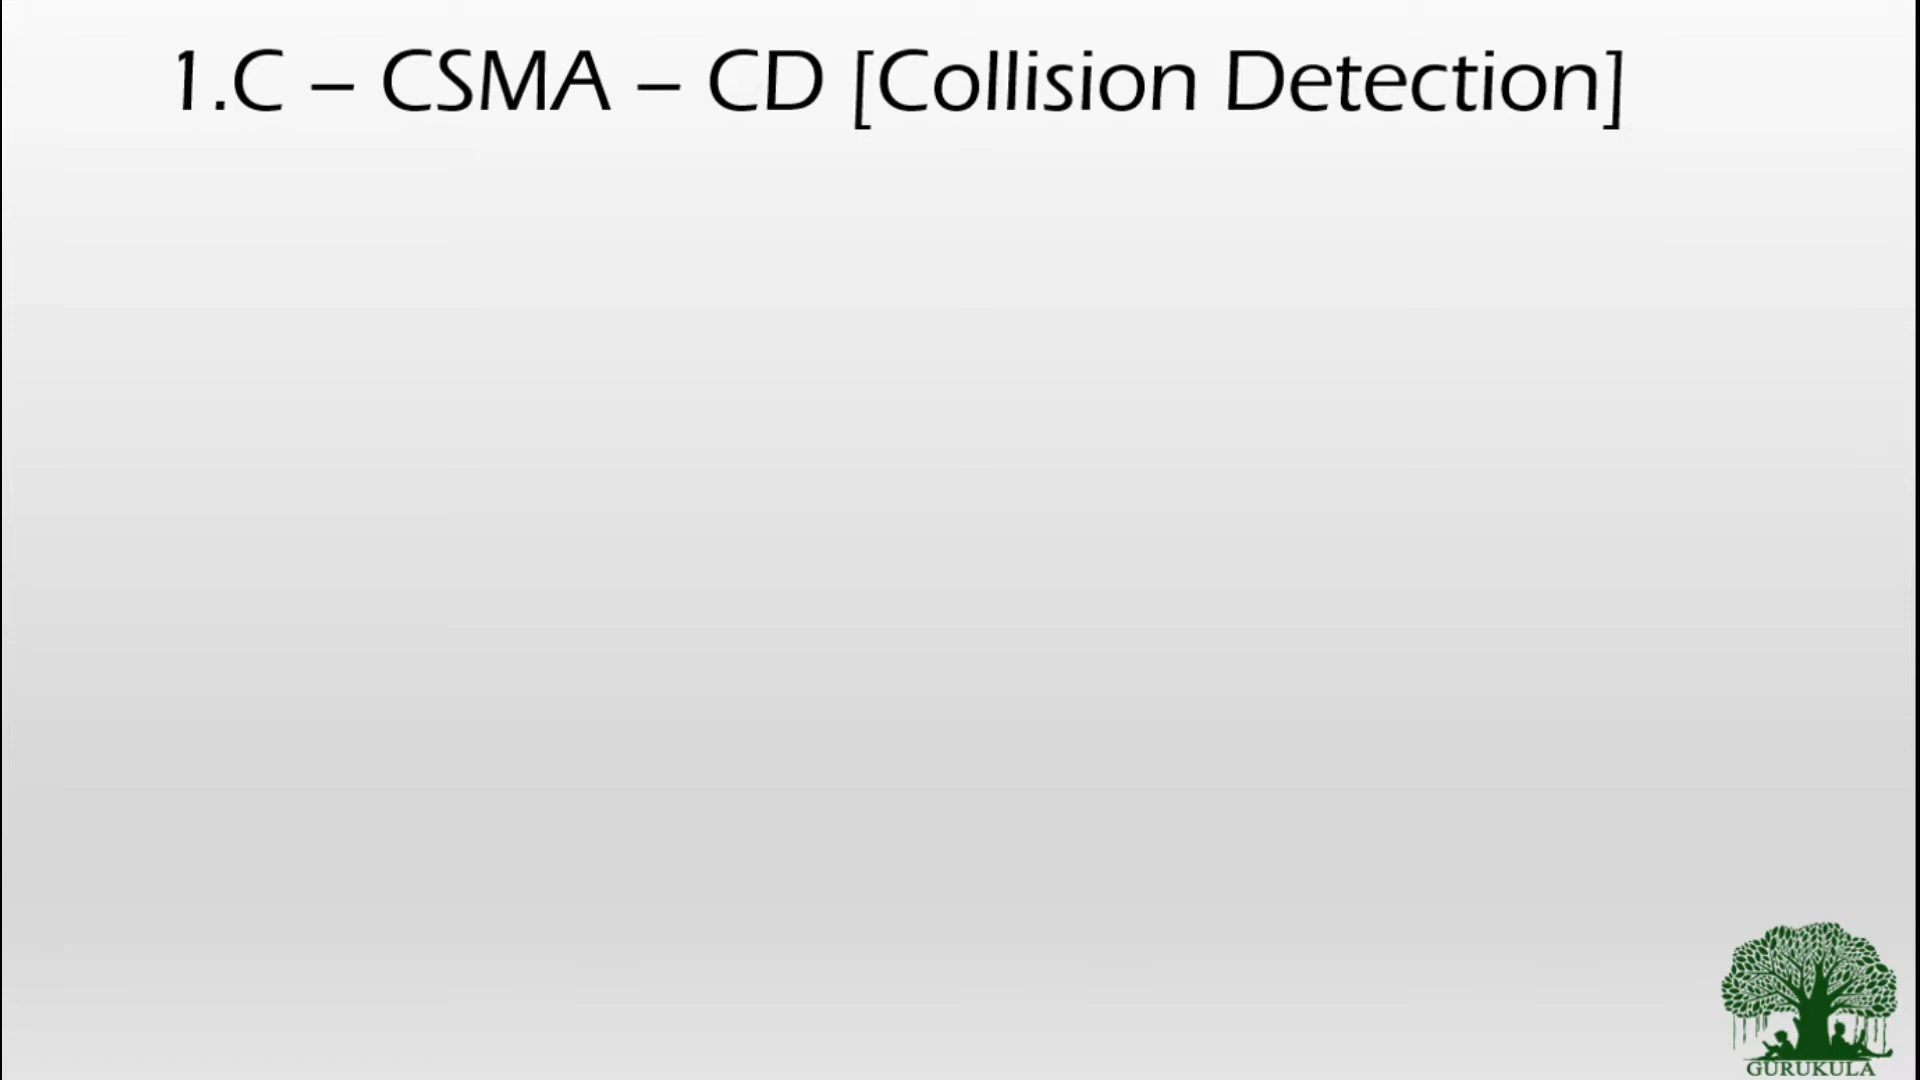 1.C – CSMA – CD [Collision Detection]
GURUKULA